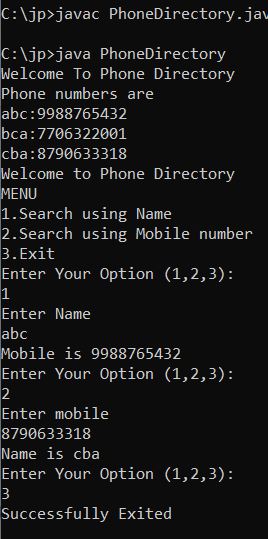 C:\jp>javac PhoneDirectory.jav
C:\jp>java PhoneDirectory
Welcome To Phone Directory
Phone numbers are
abc:9988765432
bca:7706322001
cba:8790633318
Welcome to Phone Directory
MENU
1.Search using Name
2.Search using Mobile number
3.Exit
Enter Your Option (1,2,3):
1
Enter Name
abc
Mobile is 9988765432
Enter Your Option (1,2,3):
2
Enter mobile
8790633318
Name is cba
Enter Your Option (1,2,3):
3
Successfully Exited